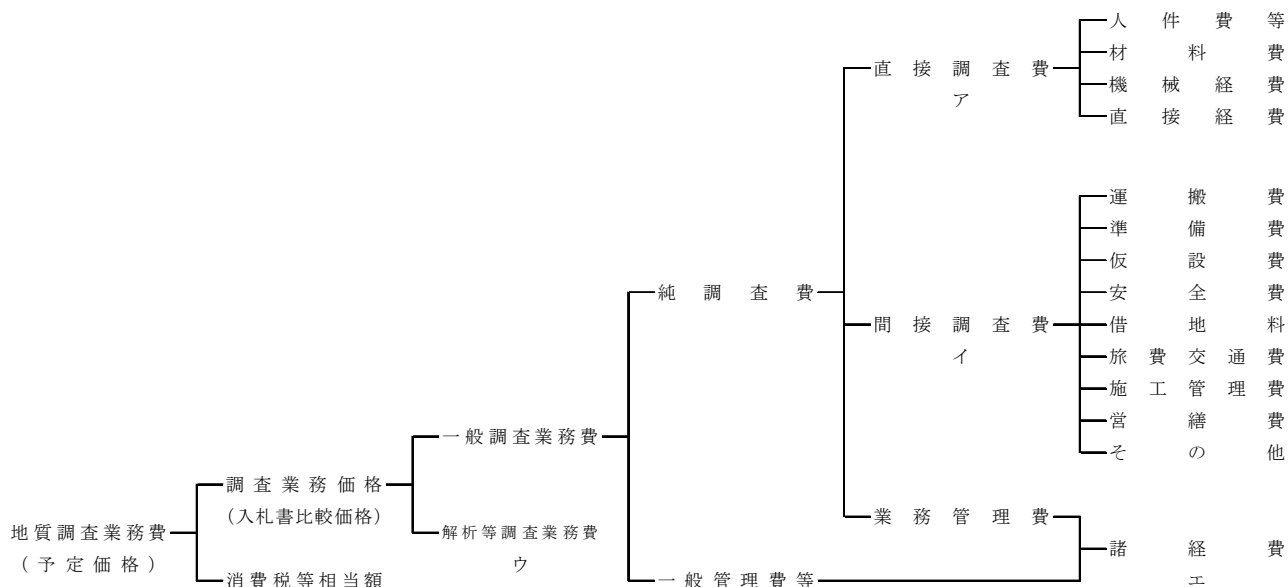 人件費等
材料費
直接調査費
機械経費
ア
直接経費
運搬費
準備費
仮設費
純調査費
安全費
間接調査費
借地料
イ
旅費交通費
施工管理費
営繕費
一般調査業務費
その他
調査業務価格
(入札書比較価格)
業務管理費
地質調査業務費
解析等調査業務費
諸経費
(予定価格)
ウ
消費税等相当額
一般管理費等
エ